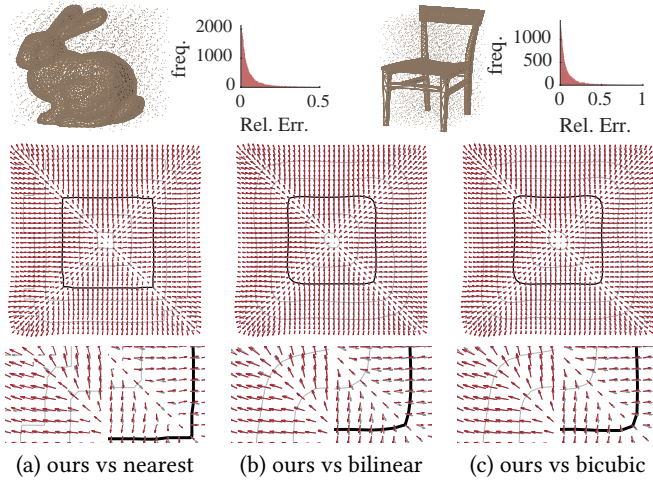 2000
1000
0
freq.
0 0.5
Rel. Err.
1000
500
0
freq.
0 0.5 1
Rel. Err.
(a) ours vs nearest
(b) ours vs bilinear
(c) ours vs bicubic